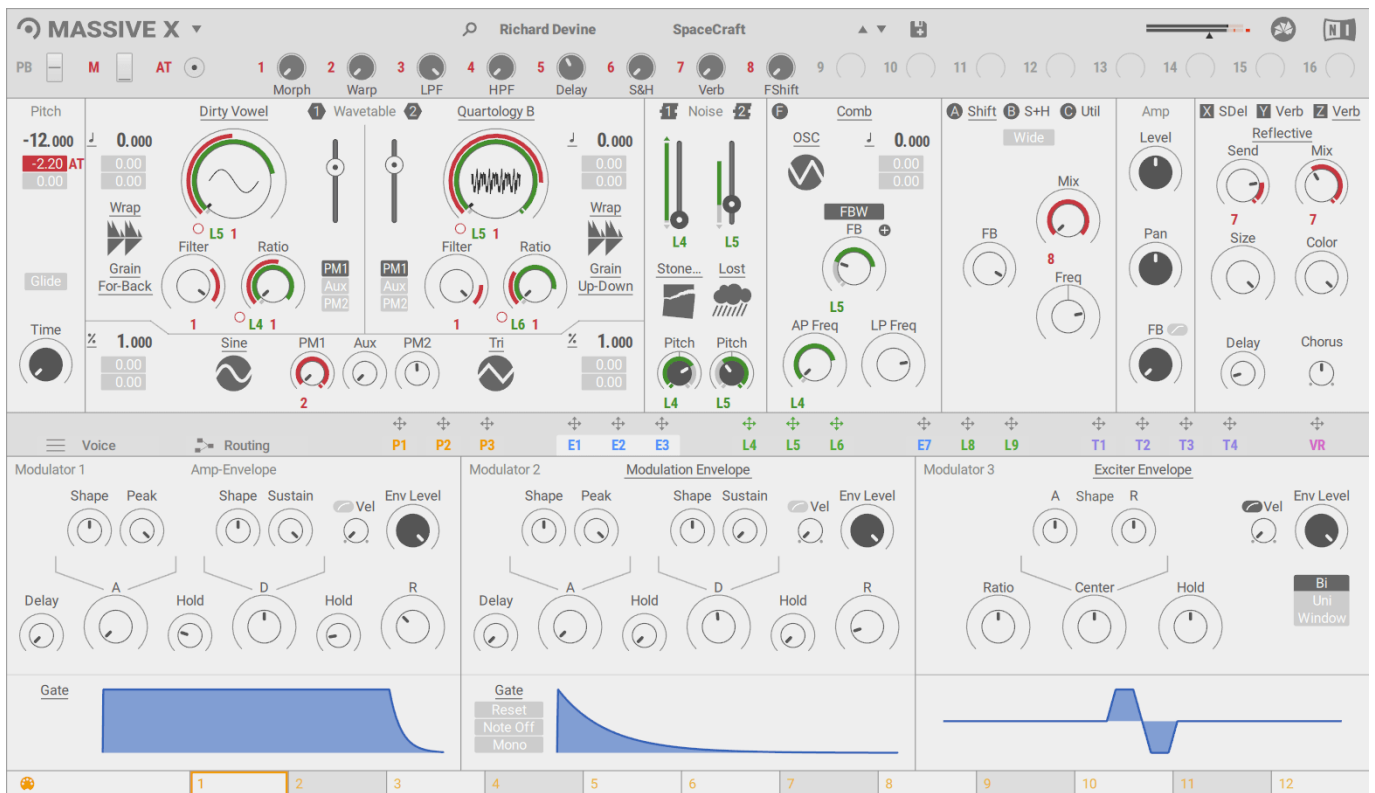 MASSIVE X ▼ Richard Devine SpaceCraft ▲ ▼ NI
PB M AT 1 2 3 4 5 6 7 8 9 10 11 12 13 14 15 16
Morph Warp LPF HPF Delay S&H Verb FShift
Pitch Dirty Vowel 1 Wavetable 2 Quartology B 1 Noise 2 F Comb A Shift B S+H C Util Amp X SDel Y Verb Z Verb
-12.000 0.000 0.000 OSC 0.000 Wide Level Reflective
-2.20 AT 0.00 0.00 0.00 Send Mix
0.00 0.00 0.00 0.00
Wrap Wrap FBW Mix 7 7
L5 1 L5 1 L4 L5 FB FB 8 Pan Size Color
Filter Ratio Filter Ratio
Glide Grain PM1 PM1 Grain Stone... Lost Freq
For-Back Aux Aux Up-Down L5
PM2 PM2
Time 1 L4 1 1 L6 1 AP Freq LP Freq FB
% 1.000 Sine PM1 Aux PM2 Tri % 1.000 Pitch Pitch Delay Chorus
0.00 0.00
0.00 0.00
2 L4 L5 L4
Voice Routing P1 P2 P3 E1 E2 E3 L4 L5 L6 E7 L8 L9 T1 T2 T3 T4 VR
Modulator 1 Amp-Envelope Modulator 2 Modulation Envelope Modulator 3 Exciter Envelope
Shape Peak Shape Sustain Vel Env Level Shape Peak Shape Sustain Vel Env Level A Shape R Vel Env Level
Delay A Hold D Hold R Delay A Hold D Hold R Ratio Center Hold Bi
Uni
Window
Gate Gate
Reset
Note Off
Mono
1 2 3 4 5 6 7 8 9 10 11 12